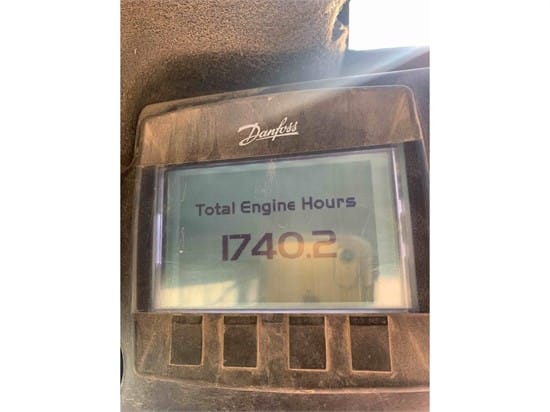 Danfoss
Total Engine Hours
1740.2